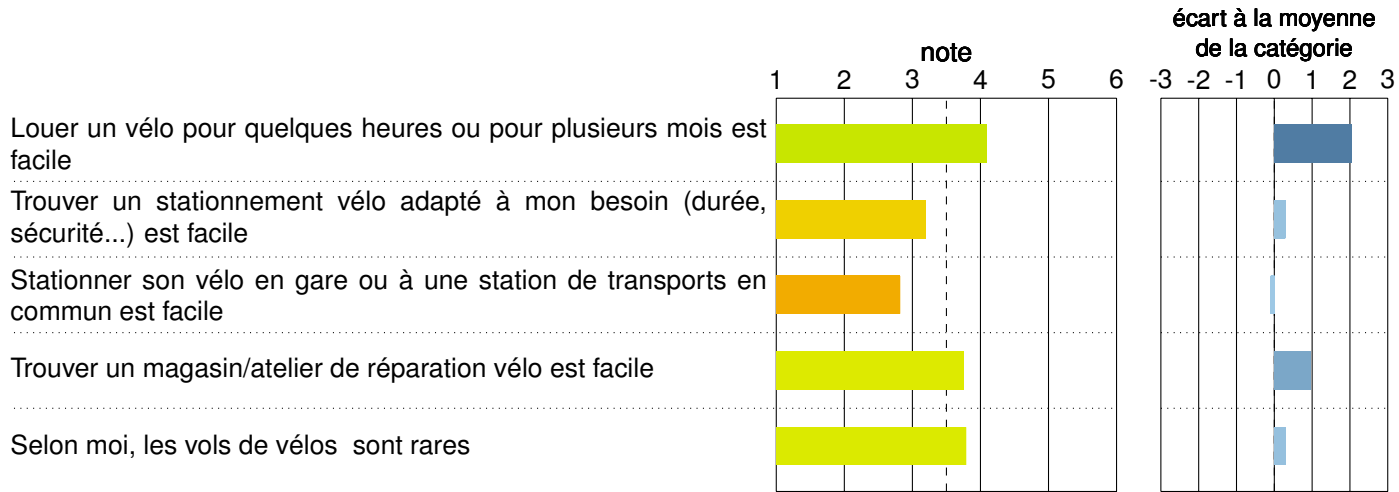 écart à la moyenne
note de la catégorie
1 2 3 4 5 6 -3 -2 -1 0 1 2 3
Louer un vélo pour quelques heures ou pour plusieurs mois est
facile
Trouver un stationnement vélo adapté à mon besoin (durée,
sécurité...) est facile
Stationner son vélo en gare ou à une station de transports en
commun est facile
Trouver un magasin/atelier de réparation vélo est facile
Selon moi, les vols de vélos sont rares